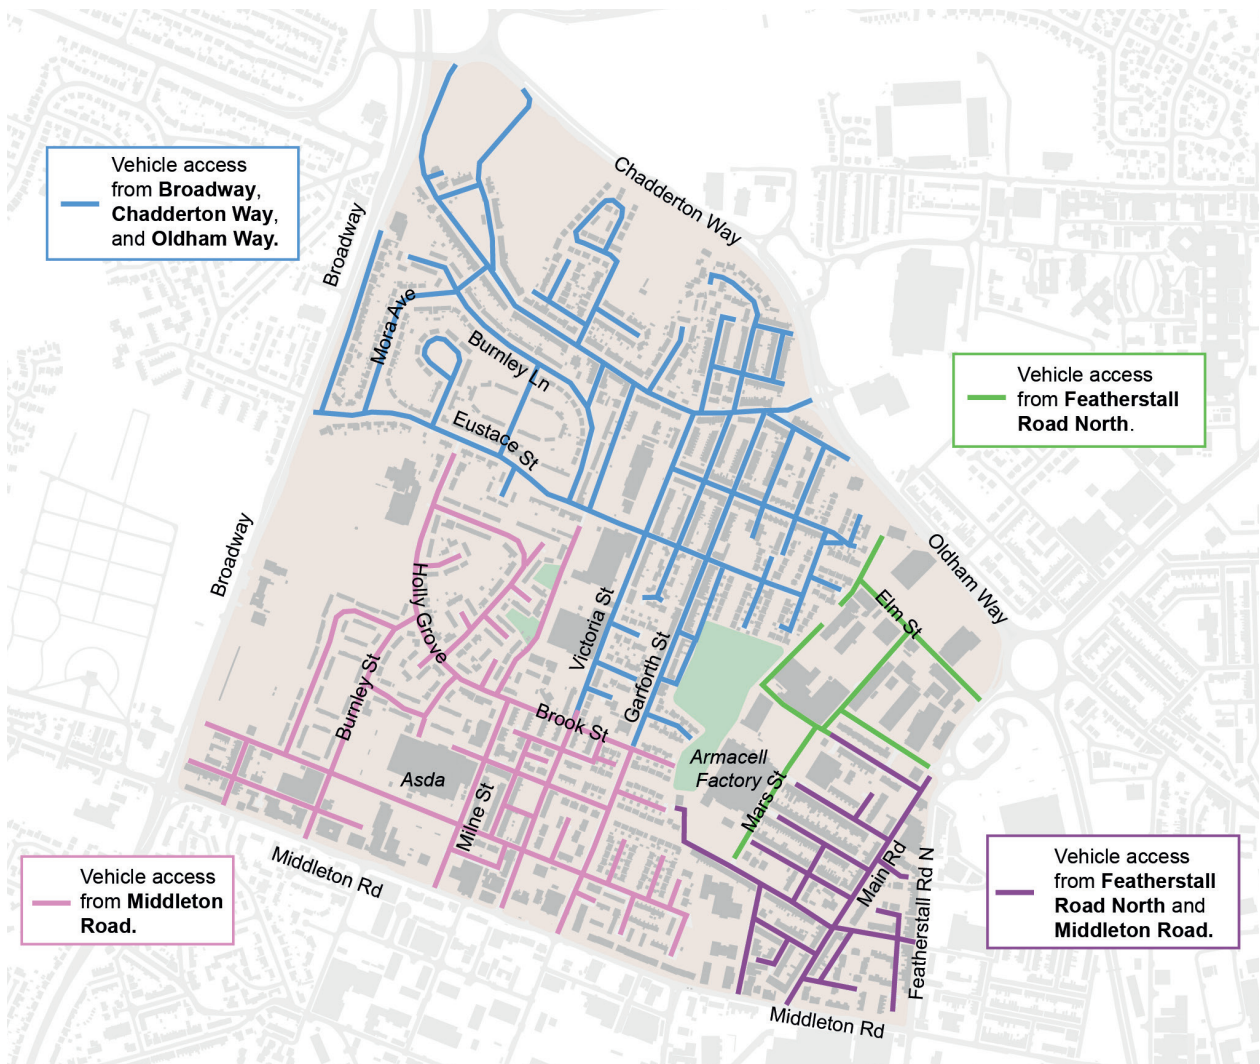 Chadderton Way
Vehicle access
from Broadway,
Chadderton Way,
and Oldham Way.
Broadway
Mora Ave
Burnley Ln
Vehicle access
from Featherstall
Road North.
Eustace St
Broadway
Oldham Way
Holly Grove
Elm St
Victoria St
Garforth St
Burnley St
Brook St
Armacell
Factory
Asda
Mars St
Milne St
Middleton Rd
Main Rd
Featherstall Rd N
Vehicle access
from Middleton
Road.
Vehicle access
from Featherstall
Road North and
Middleton Road.
Middleton Rd